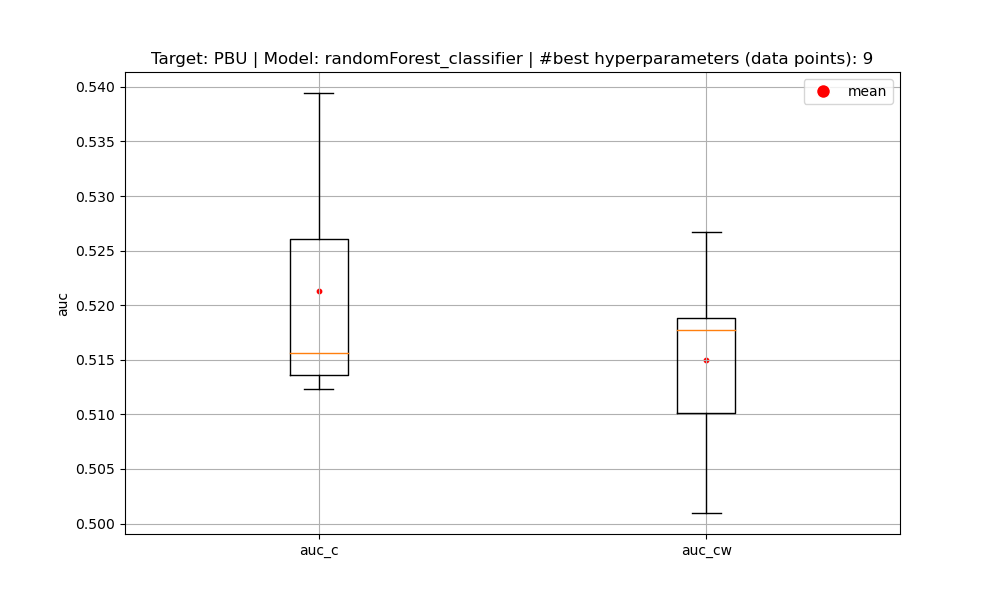 Target: PBU | Model: randomForest_classifier | #best hyperparameters (data points): 9
mean
0.540
0.535
0.530
0.525
0.520
0.515
0.510
0.505
0.500
auc
auc_c
auc_cw